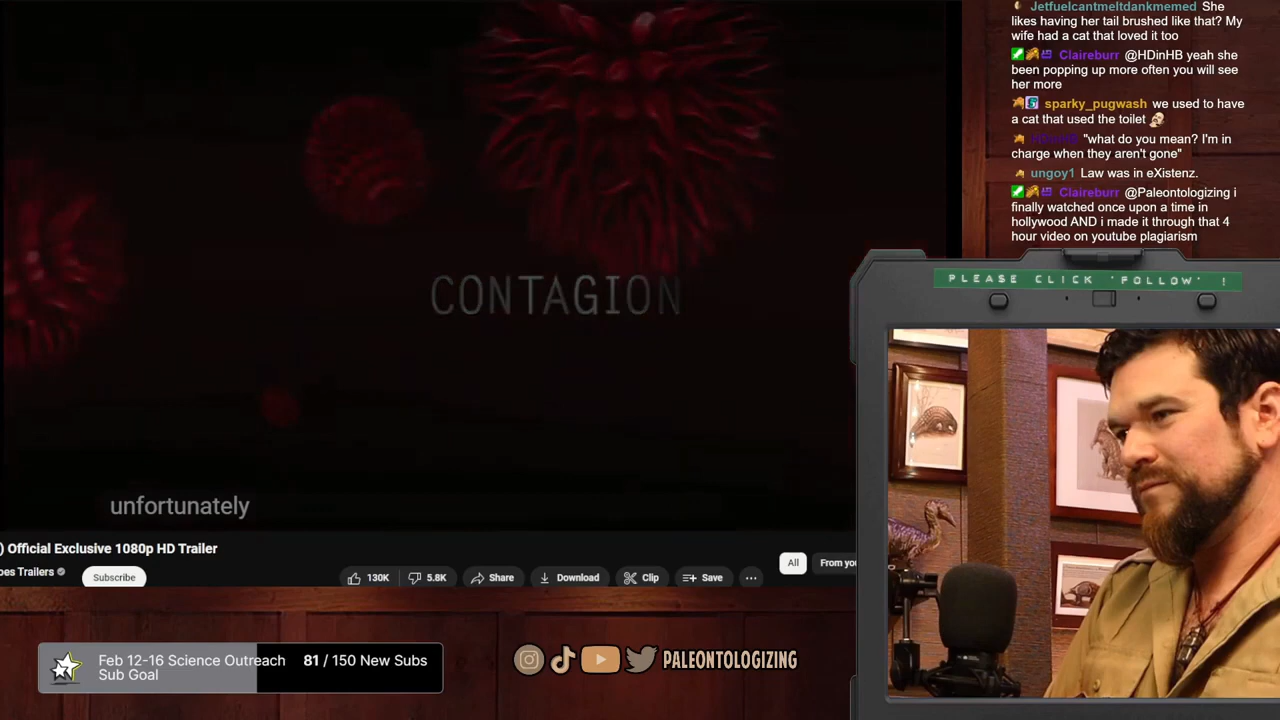 Jetfuelcantmeltdankmemed She
likes having her tail brushed like that? My
wife had a cat that loved it too
Claireburr @HDinHB yeah she
been popping up more often you will see
her more
sparky_pugwash we used to have
a cat that used the toilet
HDinHB "what do you mean? I'm in
charge when they aren't gone"
ungoy1 Law was in eXistenz.
Claireburr @Paleontologizing i
finally watched once upon a time in
hollywood AND i made it through that 4
hour video on youtube plagiarism
PLEASE CLICK 'FOLLOW' !
CONTAGION
unfortunately
) Official Exclusive 1080p HD Trailer
oes Trailers
Subscribe
130K
5.8K
Share
Download
Clip
Save
...
All
From you
Feb 12-16 Science Outreach
Sub Goal
81 / 150 New Subs
PALEONTOLOGIZING